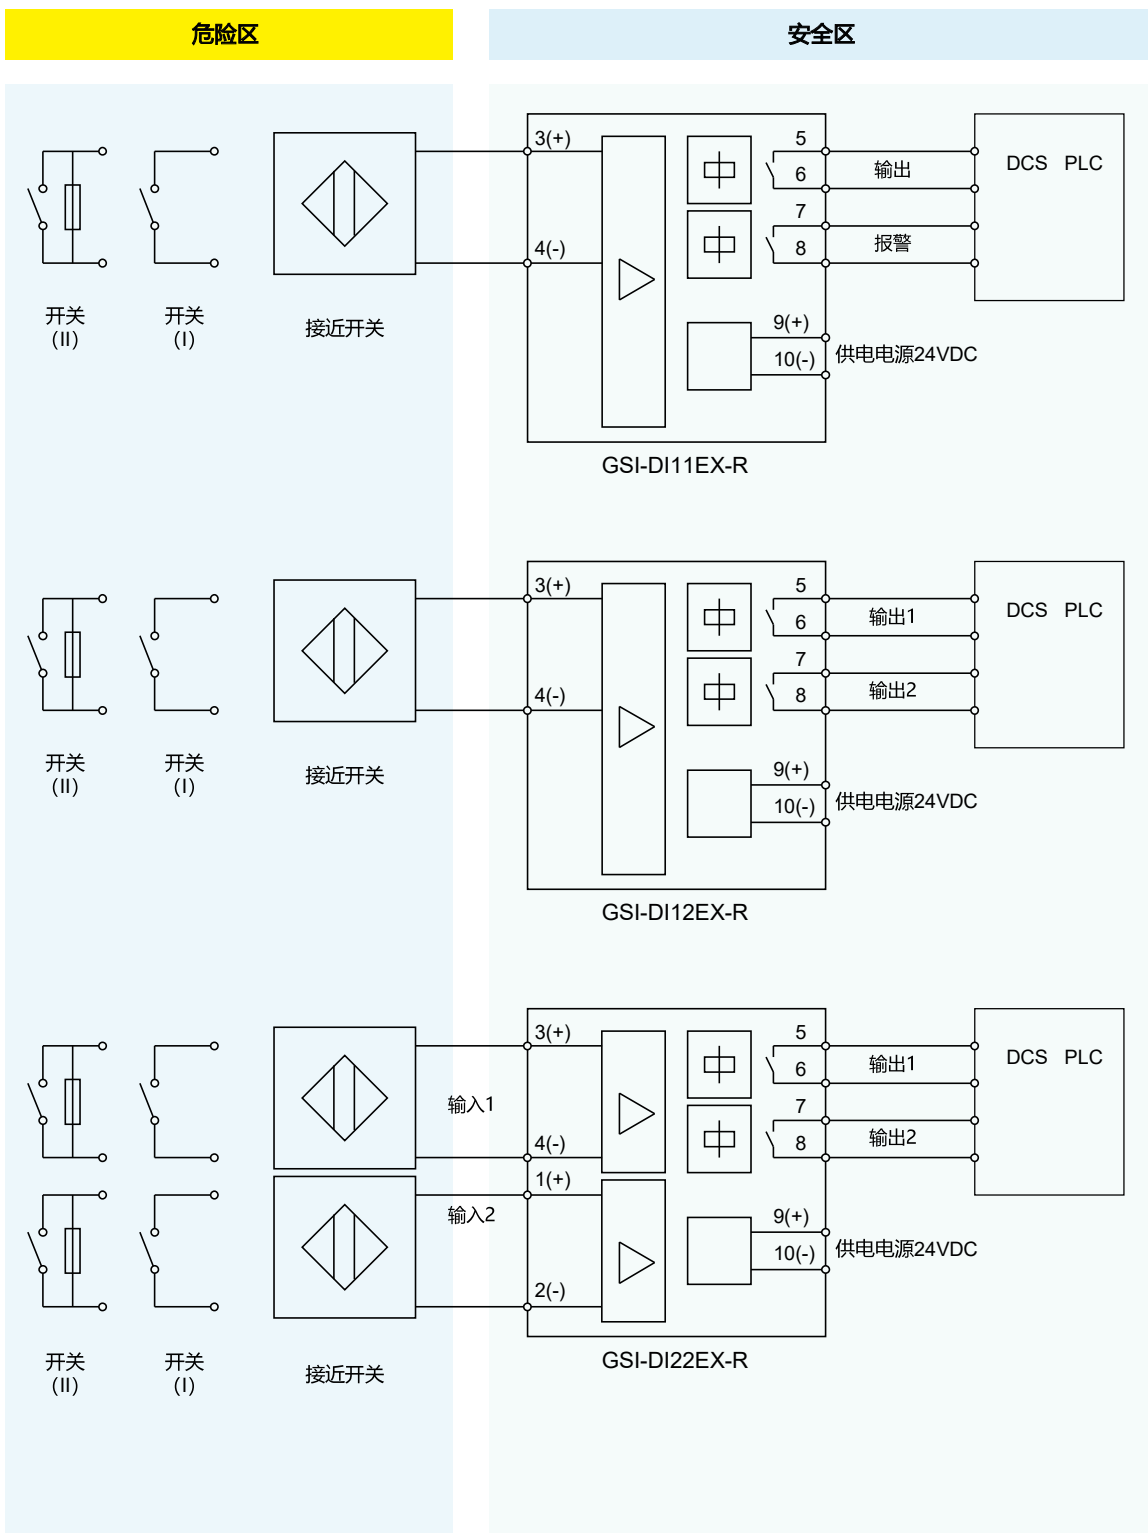 危险区
安全区
3(+)
4(-)
5
6
7
8
输出
报警
DCS PLC
9(+)
10(-)
供电电源24VDC
开关
(II)
开关
(I)
接近开关
GSI-DI11EX-R
3(+)
4(-)
5
6
7
8
输出1
输出2
DCS PLC
9(+)
10(-)
供电电源24VDC
开关
(II)
开关
(I)
接近开关
GSI-DI12EX-R
输入1
输入2
3(+)
4(-)
1(+)
2(-)
5
6
7
8
输出1
输出2
DCS PLC
9(+)
10(-)
供电电源24VDC
开关
(II)
开关
(I)
接近开关
GSI-DI22EX-R